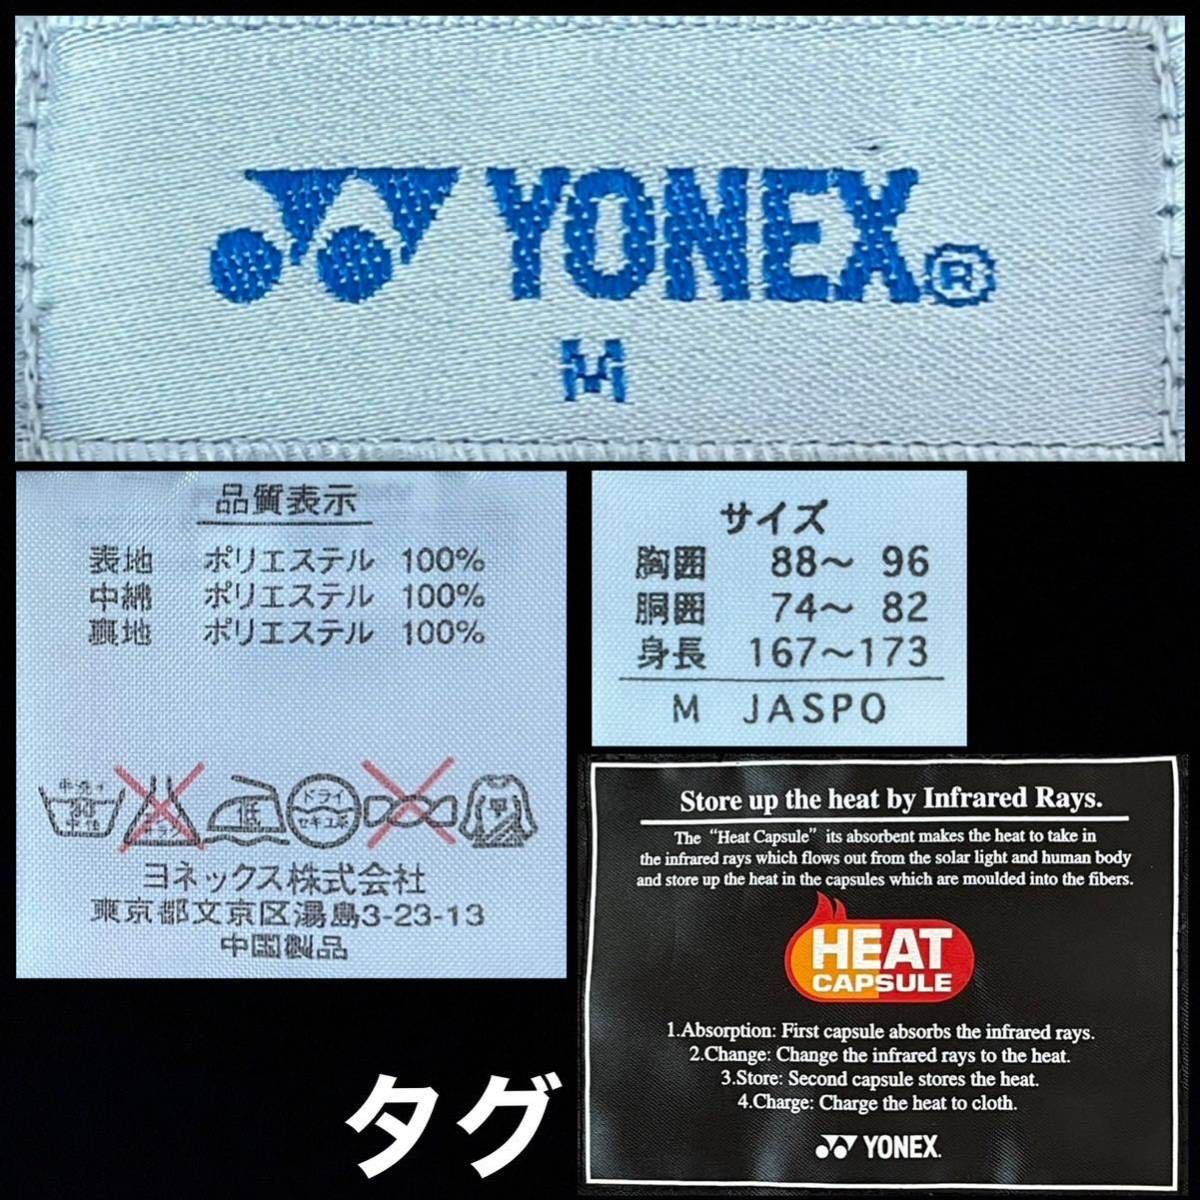 YONEX®
M
品質表示
表地 ポリエステル 100%
中綿 ポリエステル 100%
裏地 ポリエステル 100%
低
ドライ
セキユ系
ヨネックス株式会社
東京都文京区湯島3-23-13
中国製品
サイズ
胸囲 88～ 96
胴囲 74～ 82
身長 167～173
M JASPO
Store up the heat by Infrared Rays.
The “Heat Capsule” its absorbent makes the heat to take in
the infrared rays which flows out from the solar light and human body
and store up the heat in the capsules which are moulded into the fibers.
HEAT
CAPSULE
1.Absorption: First capsule absorbs the infrared rays.
2.Change: Change the infrared rays to the heat.
3.Store: Second capsule stores the heat.
4.Charge: Charge the heat to cloth.
YONEX.
タグ